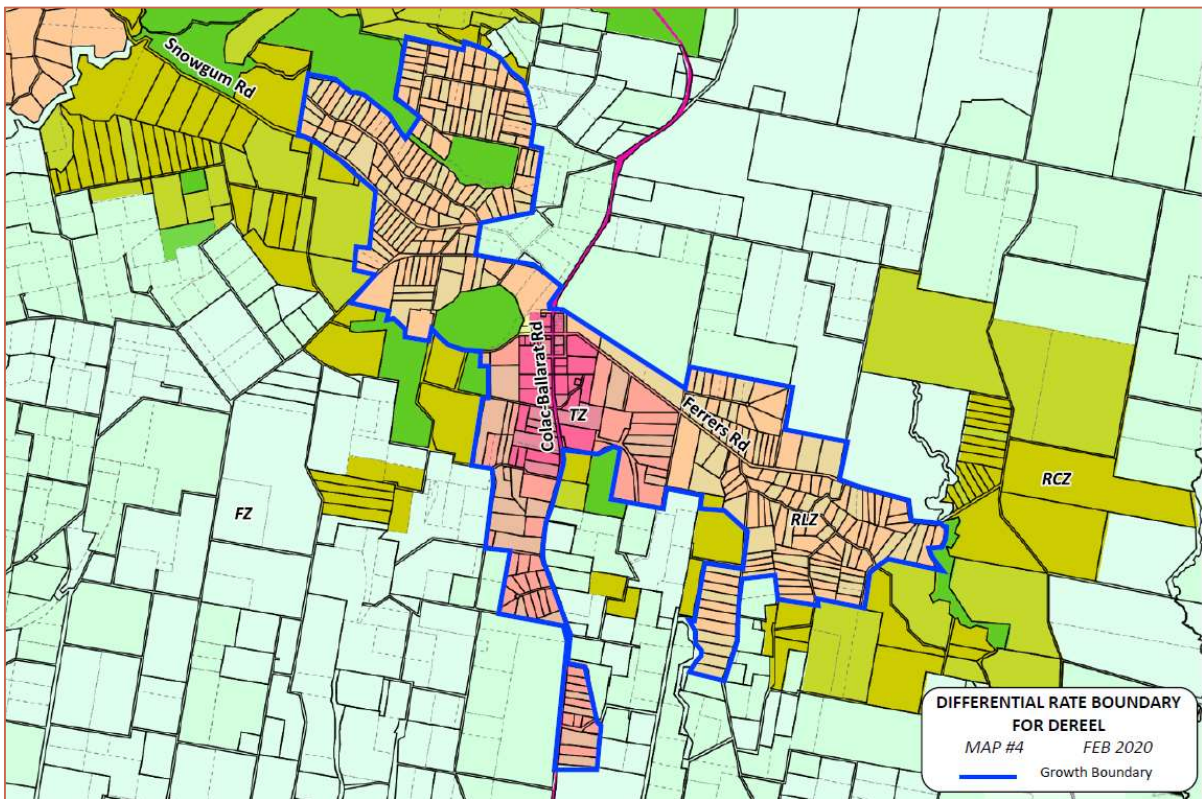 Snowgum Rd
Colac-Ballarat Rd
TZ
Ferrers Rd
RCZ
FZ
RLZ
DIFFERENTIAL RATE BOUNDARY
FOR DEREEL
MAP #4 FEB 2020
Growth Boundary